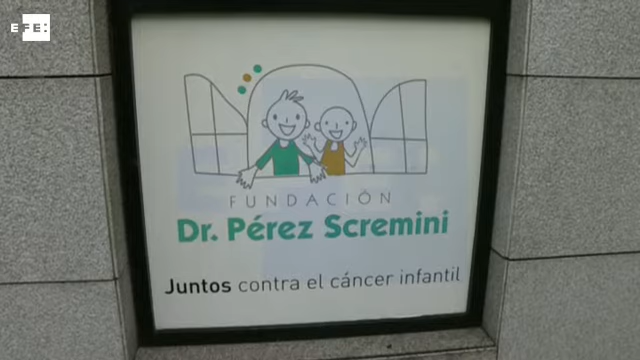 EFE:
FUNDACIÓN
Dr. Pérez Scremini
Juntos contra el cáncer infantil